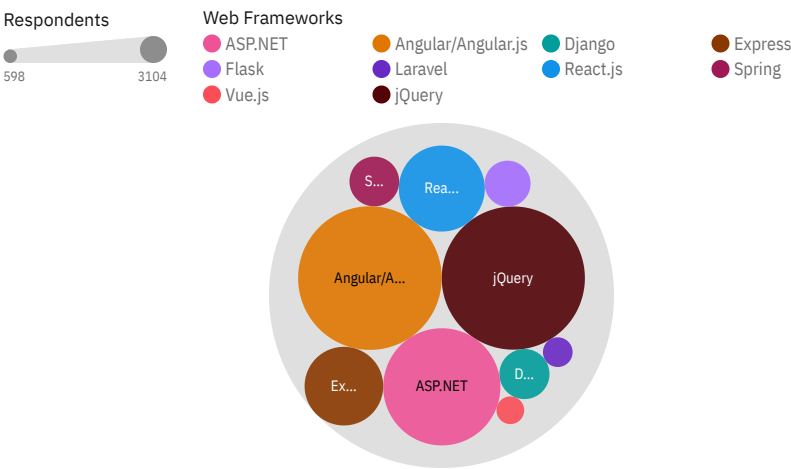 Respondents
598 3104
Web Frameworks
ASP.NET Angular/Angular.js Django Express
Flask Laravel React.js Spring
Vue.js jQuery
S... Rea...
Angular/A... jQuery
Ex... ASP.NET D...